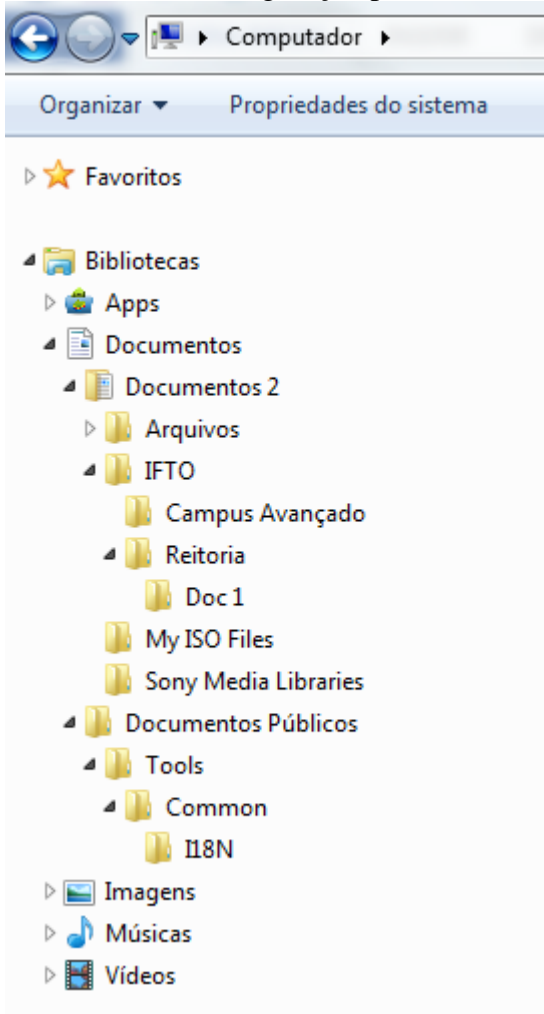 Computador
Organizar Propriedades do sistema
Favoritos
Bibliotecas
Apps
Documentos
Documentos 2
Arquivos
IFTO
Campus Avançado
Reitoria
Doc 1
My ISO Files
Sony Media Libraries
Documentos Públicos
Tools
Common
I18N
Imagens
Músicas
Vídeos